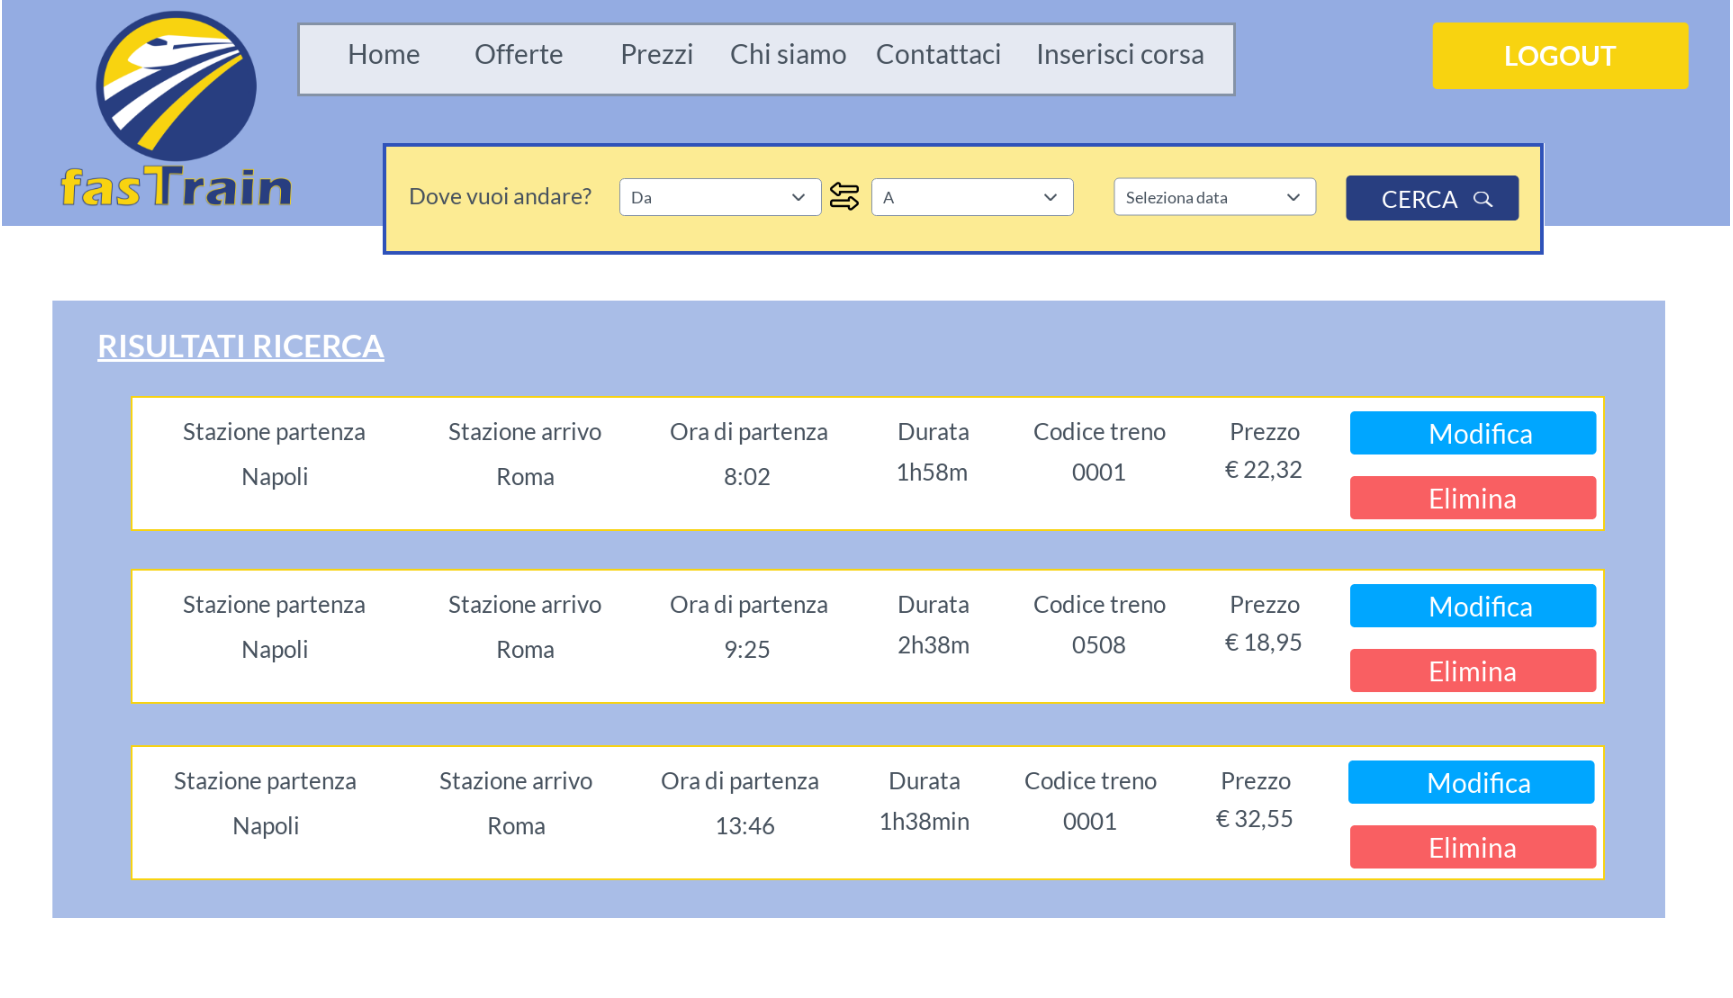 Home Offerte Prezzi Chi siamo Contattaci Inserisci corsa
LOGOUT
fasTrain
Dove vuoi andare? Da A Seleziona data CERCA
RISULTATI RICERCA
Stazione partenza Stazione arrivo Ora di partenza Durata Codice treno Prezzo Modifica
Napoli Roma 8:02 1h58m 0001 € 22,32
Elimina
Stazione partenza Stazione arrivo Ora di partenza Durata Codice treno Prezzo Modifica
Napoli Roma 9:25 2h38m 0508 € 18,95
Elimina
Stazione partenza Stazione arrivo Ora di partenza Durata Codice treno Prezzo Modifica
Napoli Roma 13:46 1h38min 0001 € 32,55
Elimina